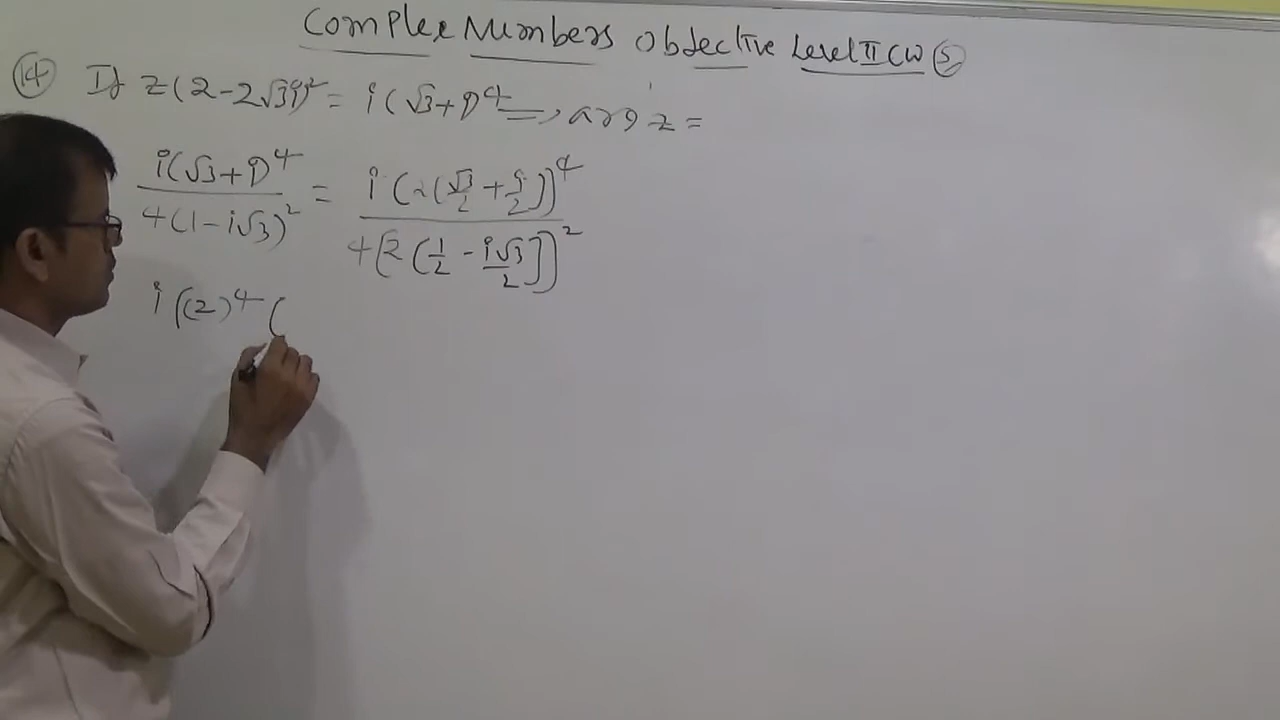 Complex Numbers Objective Level II CW (5)
(14) If z(2-2√3i)² = i(√3+i)⁴ ⇒, arg z =
i(√3+i)⁴ / 4(1-i√3)² = i(2(√3/2 + i/2))⁴ / 4[2(1/2 - i√3/2)]²
i((2)⁴(